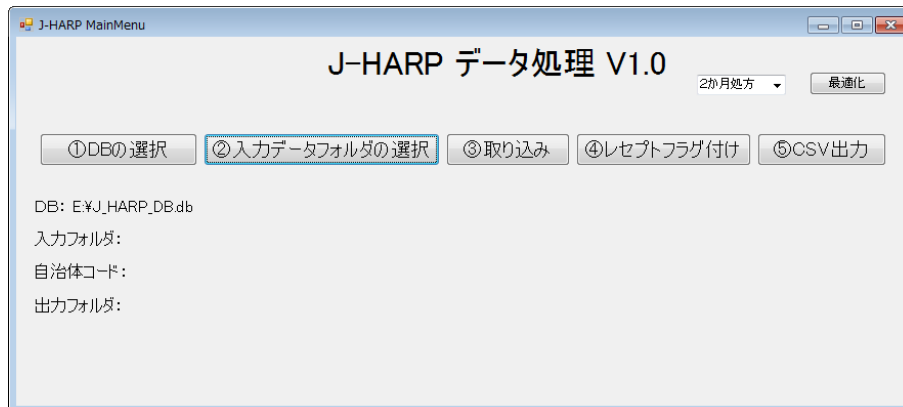 J-HARP MainMenu
J-HARP データ処理 V1.0
2か月処方
最適化
①DBの選択
②入力データフォルダの選択
③取り込み
④レセプトフラグ付け
⑤CSV出力
DB: E:¥J_HARP_DB.db
入力フォルダ:
自治体コード:
出力フォルダ: